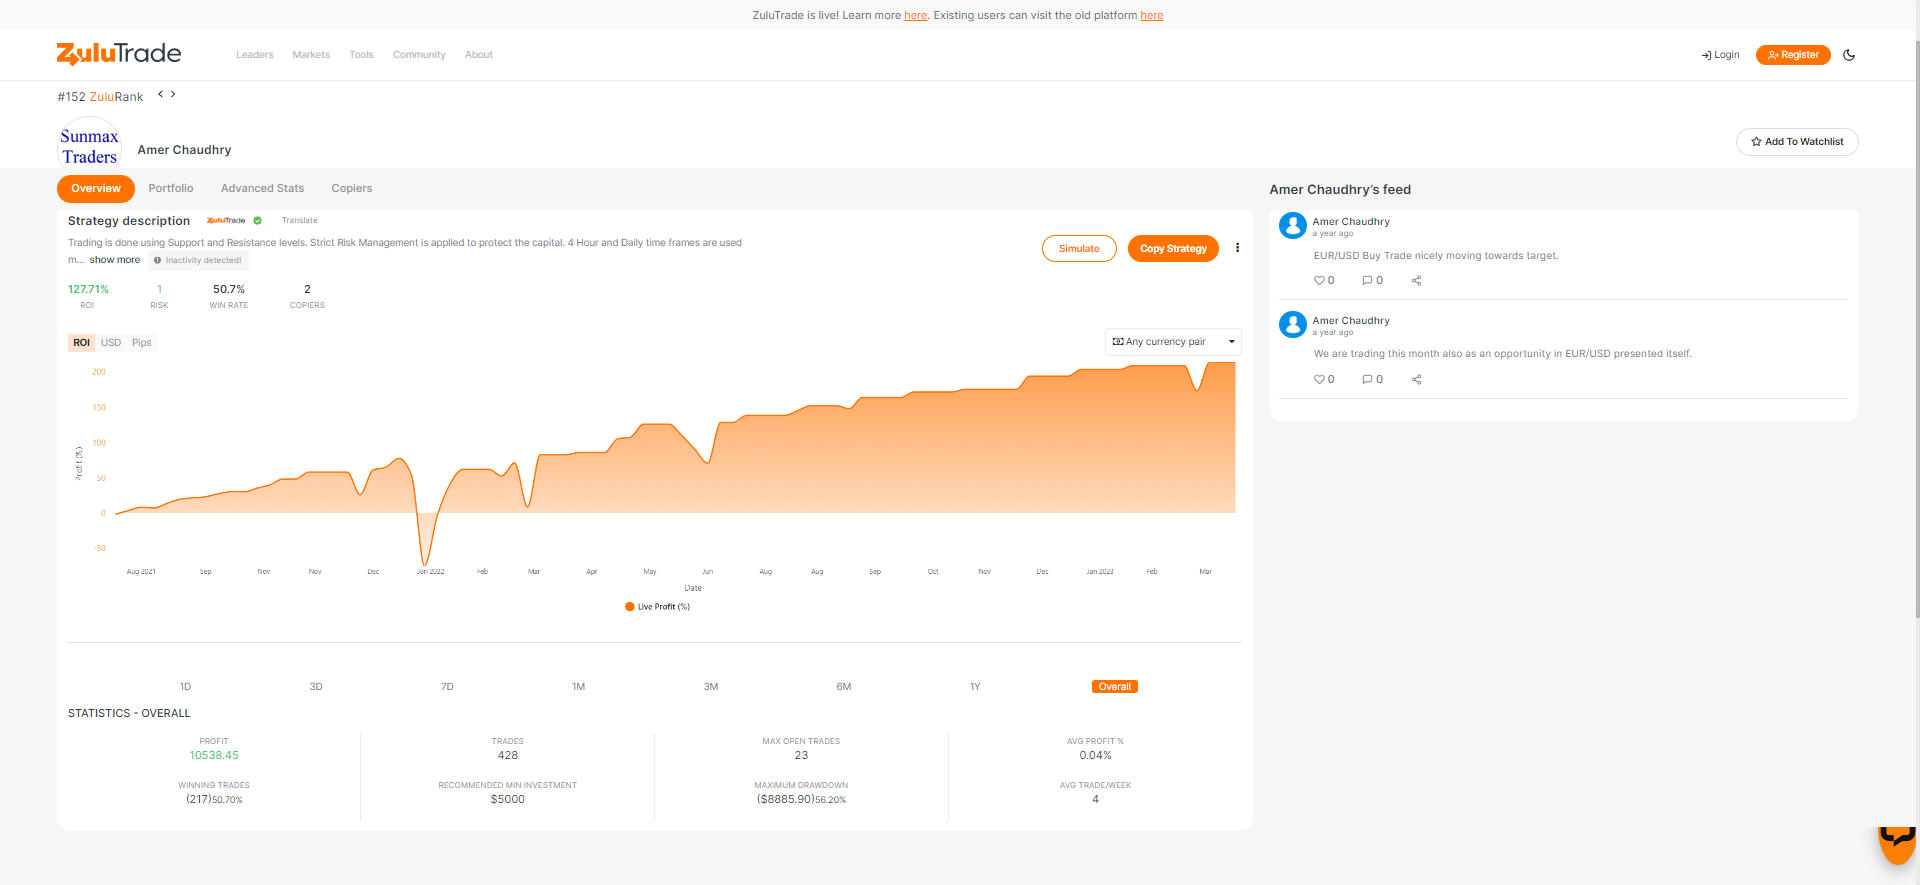 ZuluTrade is live! Learn more here. Existing users can visit the old platform here
ZuluTrade
Leaders
Markets
Tools
Community
About
Login
Register
#152 ZuluRank
Sunmax
Traders
Amer Chaudhry
Add To Watchlist
Overview
Portfolio
Advanced Stats
Copiers
Strategy description
ZuluTrade
Translate
Trading is done using Support and Resistance levels. Strict Risk Management is applied to protect the capital. 4 Hour and Daily time frames are used
m... show more
Inactivity detected!
Simulate
Copy Strategy
127.71%
ROI
1
RISK
50.7%
WIN RATE
2
COPIERS
ROI
USD
Pips
Any currency pair
200
150
100
50
0
-50
Profit (%)
Aug 2021
Sep
Nov
Nov
Dec
Jan 2022
Feb
Mar
Apr
May
Jun
Aug
Aug
Sep
Oct
Nov
Dec
Jan 2023
Feb
Mar
Date
Live Profit (%)
1D
3D
7D
1M
3M
6M
1Y
Overall
STATISTICS - OVERALL
PROFIT
10538.45
TRADES
428
MAX OPEN TRADES
23
AVG PROFIT %
0.04%
WINNING TRADES
(217)50.70%
RECOMMENDED MIN INVESTMENT
$5000
MAXIMUM DRAWDOWN
($8885.90)56.20%
AVG TRADE/WEEK
4
Amer Chaudhry's feed
Amer Chaudhry
a year ago
EUR/USD Buy Trade nicely moving towards target.
0
0
Amer Chaudhry
a year ago
We are trading this month also as an opportunity in EUR/USD presented itself.
0
0